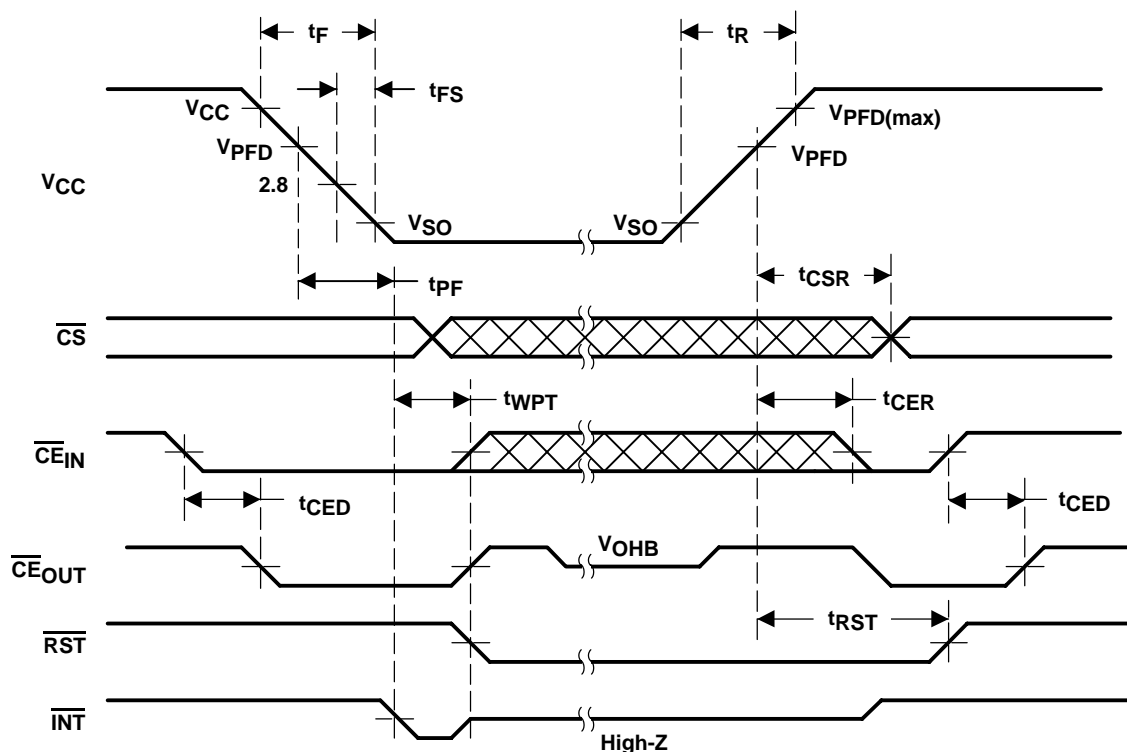 tF
tR
tFS
VCC
VPFD(max)
VPFD
VPFD
VCC
2.8
VSO
VSO
tPF
tCSR
CS
tWPT
tCER
CEIN
tCED
tCED
CEOUT
VOHB
tRST
RST
INT
High-Z